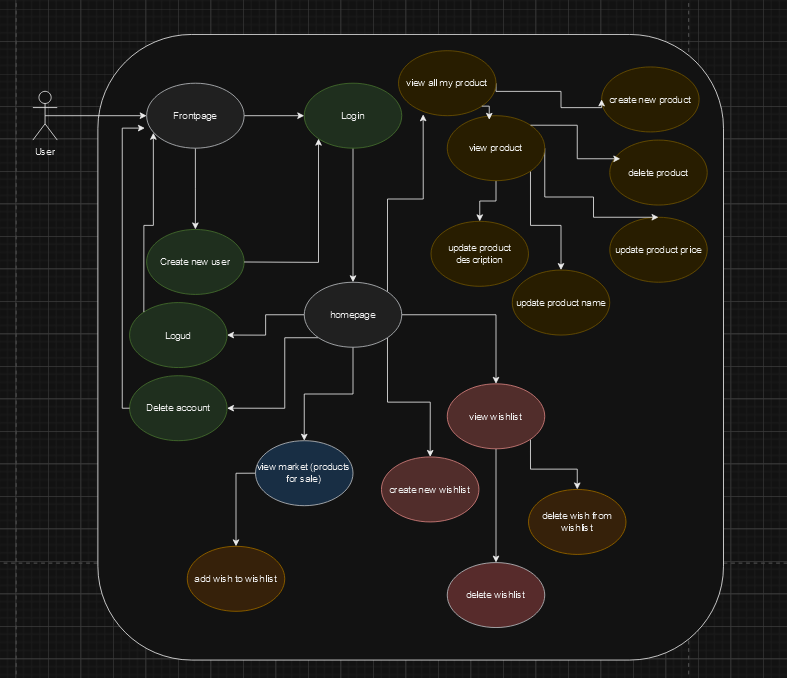 view all my product
create new product
Frontpage
Login
User
view product
delete product
update product
description
update product price
Create new user
update product name
homepage
Logud
Delete account
view wishlist
view market (products
for sale)
create new wishlist
delete wish from
wishlist
add wish to wishlist
delete wishlist